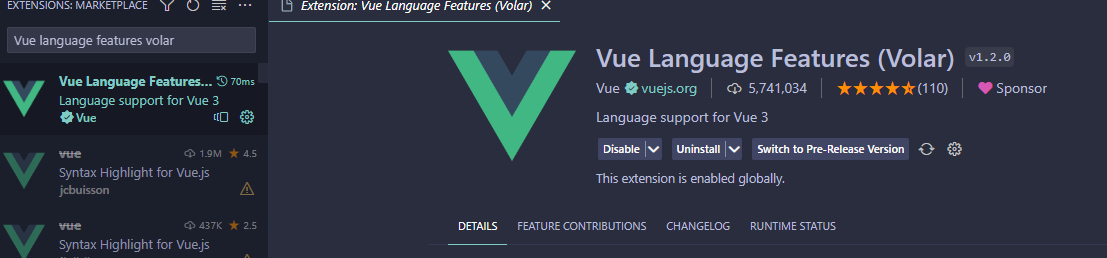 EXTENSIONS: MARKETPLACE
Vue language features volar
Vue Language Features... 70ms
Language support for Vue 3
Vue
vue 1.9M ★ 4.5
Syntax Highlight for Vue.js
jcbuisson
vue 437K ★ 2.5
Syntax Highlight for Vue.js
Extension: Vue Language Features (Volar)
Vue Language Features (Volar) v1.2.0
Vue vuejs.org 5,741,034 (110) Sponsor
Language support for Vue 3
Disable Uninstall Switch to Pre-Release Version
This extension is enabled globally.
DETAILS FEATURE CONTRIBUTIONS CHANGELOG RUNTIME STATUS